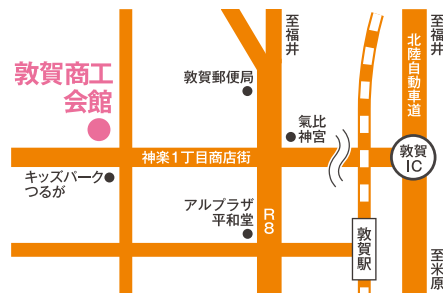 至福井
至福井
北陸自動車道
敦賀商工
会館
敦賀郵便局
氣比
神宮
神楽1丁目商店街
敦賀
IC
キッズパーク
つるが
アルプラザ
平和堂
R8
敦賀駅
至米原